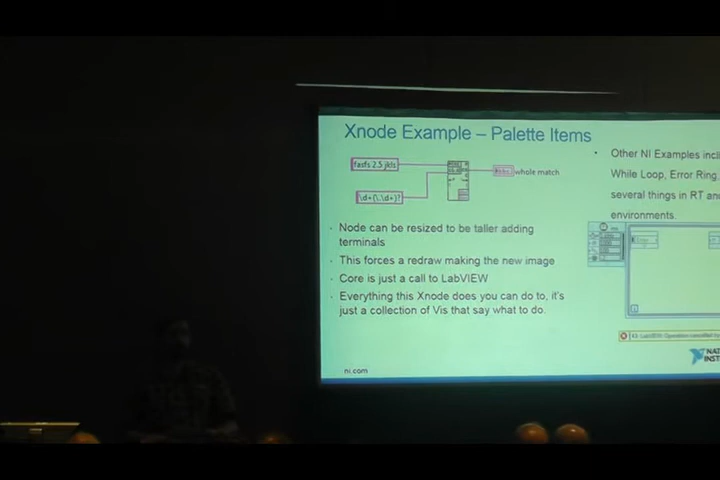 Xnode Example – Palette Items
fasfs 2.5 jkls
whole match
\d+(\.\d+)?
Node can be resized to be taller adding
terminals
This forces a redraw making the new image
Core is just a call to LabVIEW
Everything this Xnode does you can do to, it's
just a collection of Vis that say what to do.
ni.com
Other NI Examples incl
While Loop, Error Ring.
several things in RT and
environments.